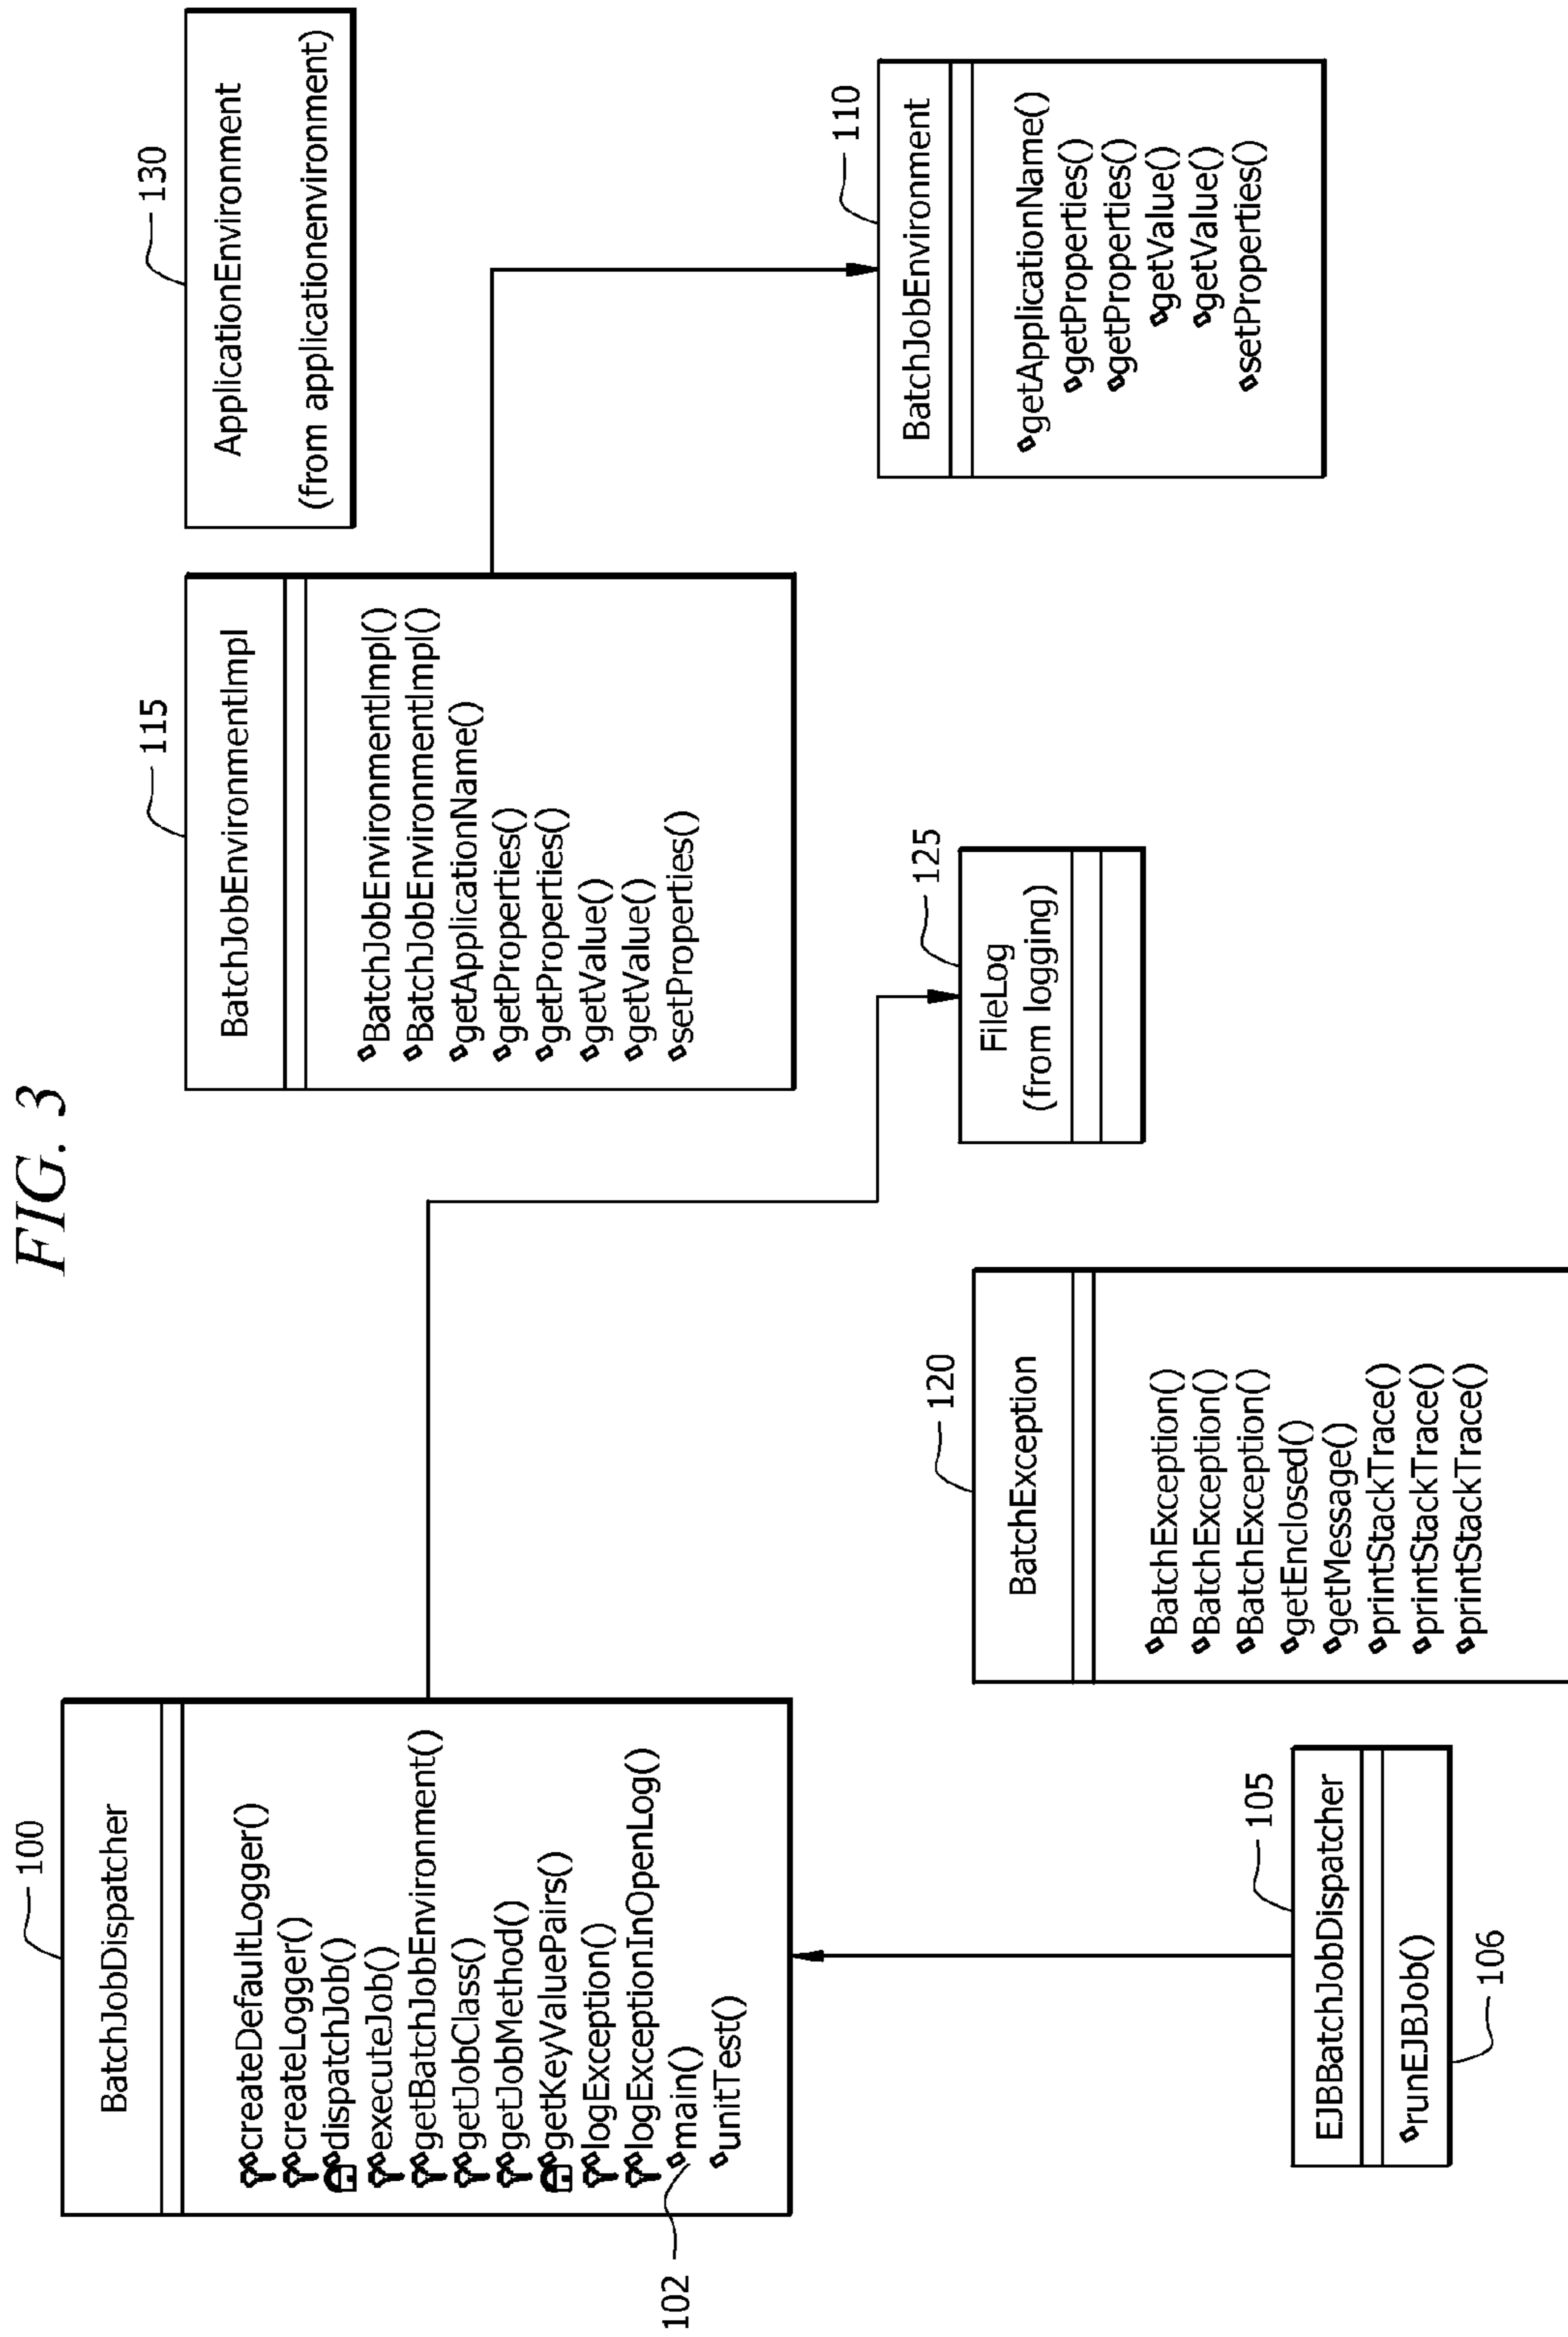 FIG. 3
100
BatchJobDispatcher
createDefaultLogger()
createLogger()
dispatchJob()
executeJob()
getBatchJobEnvironment()
getJobClass()
getJobMethod()
getKeyValuePairs()
logException()
logExceptionInOpenLog()
main()
unitTest()
102
115
BatchJobEnvironmentImpl
BatchJobEnvironmentImpl()
BatchJobEnvironmentImpl()
getApplicationName()
getProperties()
getProperties()
getValue()
getValue()
setProperties()
130
ApplicationEnvironment
(from applicationenvironment)
105
EJBBatchJobDispatcher
runEJBJob()
106
120
BatchException
BatchException()
BatchException()
BatchException()
getEnclosed()
getMessage()
printStackTrace()
printStackTrace()
printStackTrace()
125
FileLog
(from logging)
110
BatchJobEnvironment
getApplicationName()
getProperties()
getProperties()
getValue()
getValue()
setProperties()